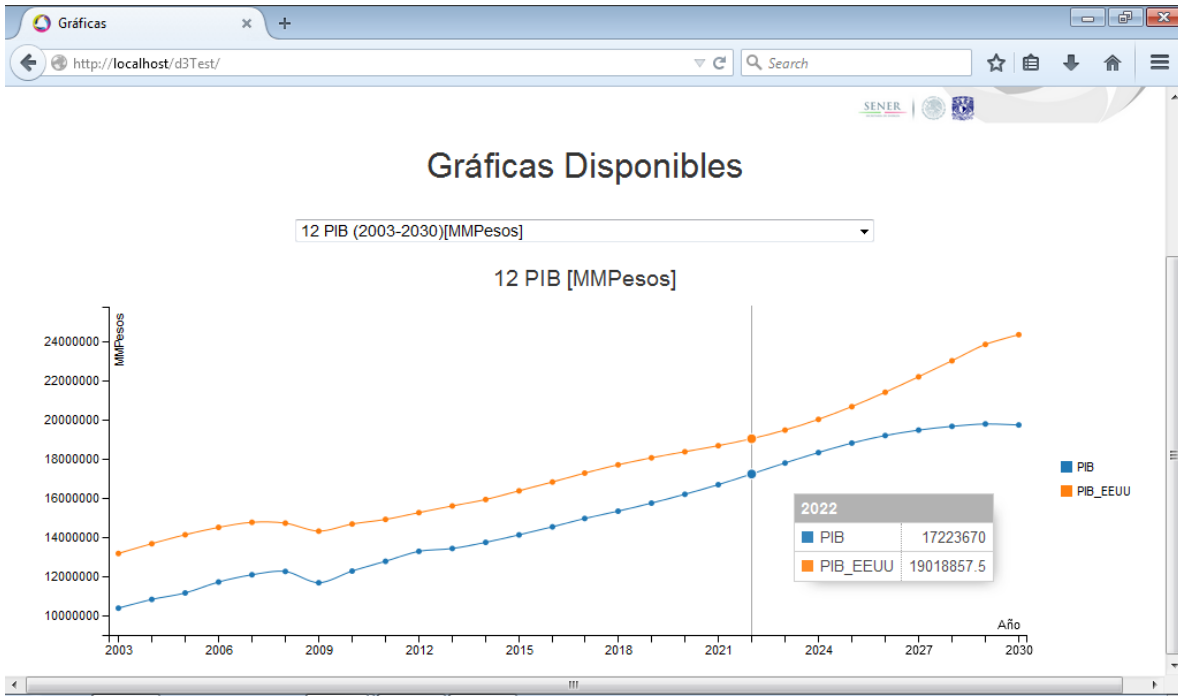 Gráficas
http://localhost/d3Test/
Search
SENER
Gráficas Disponibles
12 PIB (2003-2030)[MMPesos]
12 PIB [MMPesos]
MMPesos
24000000
22000000
20000000
18000000
16000000
14000000
12000000
10000000
PIB
PIB_EEUU
2022
PIB 17223670
PIB_EEUU 19018857.5
Año
2003 2006 2009 2012 2015 2018 2021 2024 2027 2030